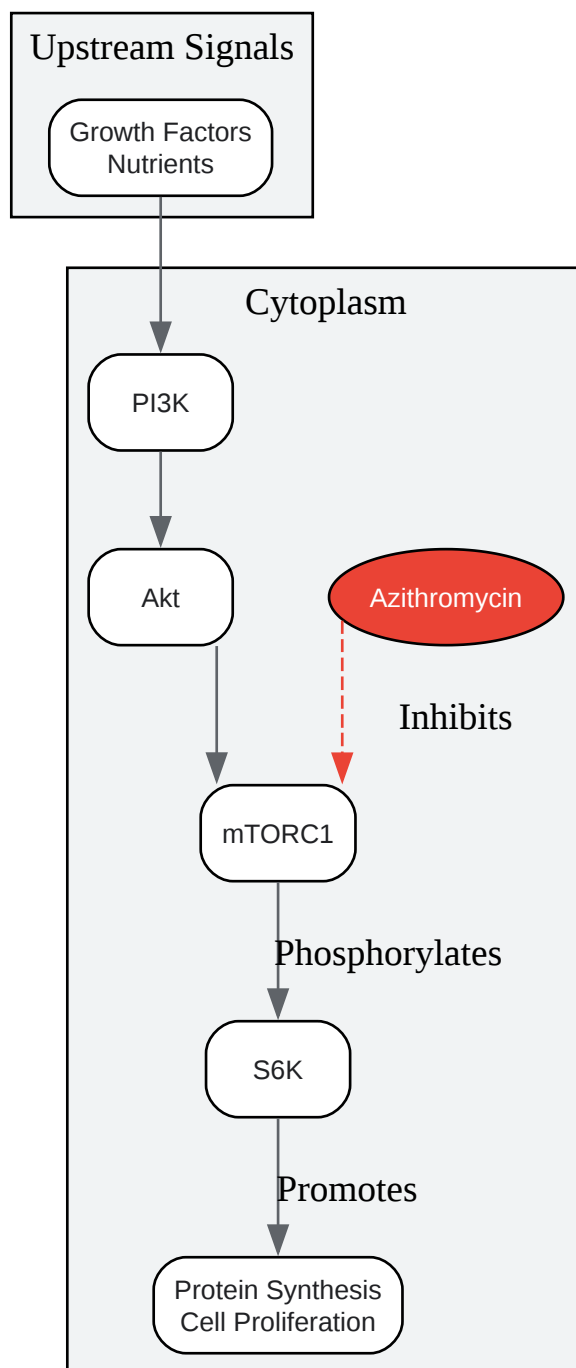 Upstream Signals
Growth Factors
Nutrients
Cytoplasm
PI3K
Akt
Azithromycin
Inhibits
mTORC1
Phosphorylates
S6K
Promotes
Protein Synthesis
Cell Proliferation